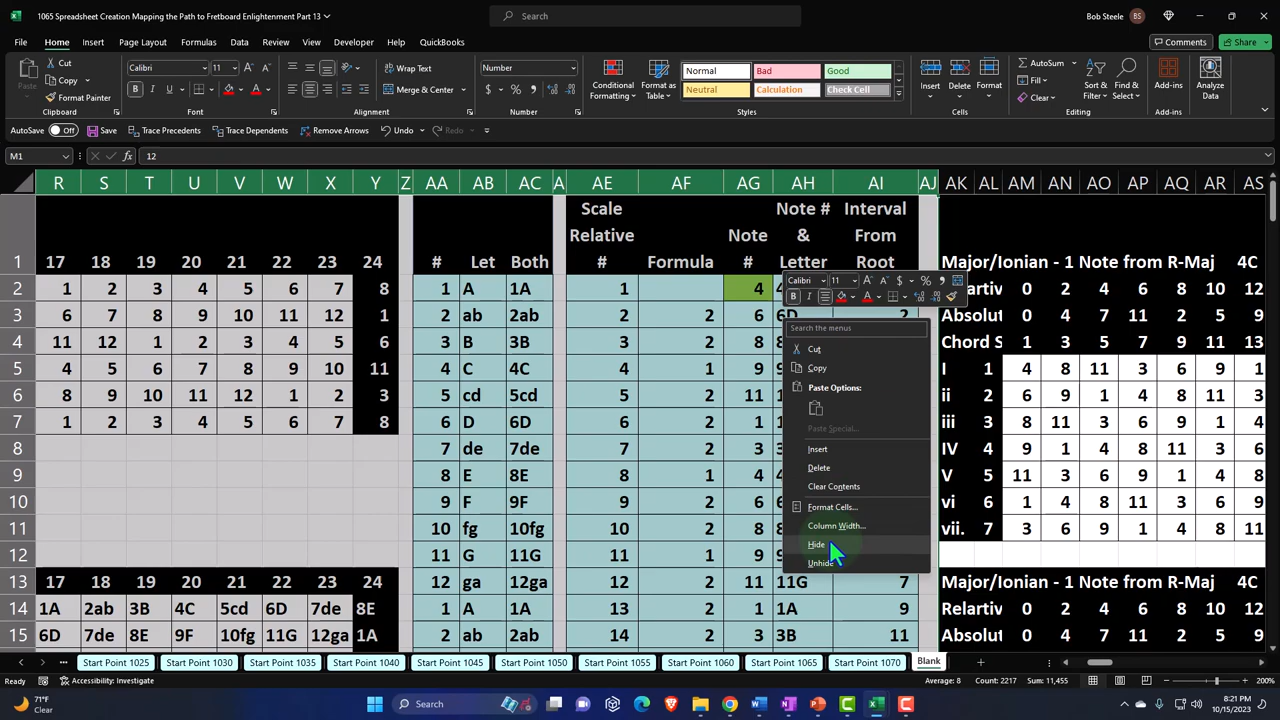 1065 Spreadsheet Creation Mapping the Path to Fretboard Enlightenment Part 13
Search
Bob Steele BS
File Home Insert Page Layout Formulas Data Review View Developer Help QuickBooks
Comments Share
Cut
Copy
Paste
Format Painter
Calibri 11
B I U
Wrap Text
Merge & Center
Number
Conditional Formatting
Format as Table
Normal Bad Good
Neutral Calculation Check Cell
Insert Delete Format
AutoSum
Fill
Clear
Sort & Filter
Find & Select
Add-ins
Analyze Data
Clipboard Font Alignment Number Styles Cells Editing Add-ins
AutoSave Off Save Trace Precedents Trace Dependents Remove Arrows Undo Redo
M1 fx 12
R S T U V W X Y Z AA AB AC A AE AF AG AH AI AJ AK AL AM AN AO AP AQ AR AS
Scale Note # Interval
Relative Note & From
1 17 18 19 20 21 22 23 24 # Let Both # Formula # Letter Root Major/Ionian - 1 Note from R-Maj 4C
2 1 2 3 4 5 6 7 8 1 A 1A 1 4 4 Relartiv 0 2 4 6 8 10 12
3 6 7 8 9 10 11 12 1 2 ab 2ab 2 2 6 6D 2 Absolut 0 4 7 11 2 5 9
4 11 12 1 2 3 4 5 6 3 B 3B 3 2 8 8 Chord S 1 3 5 7 9 11 13
5 4 5 6 7 8 9 10 11 4 C 4C 4 1 9 9 I 1 4 8 11 3 6 9 1
6 8 9 10 11 12 1 2 3 5 cd 5cd 5 2 11 1 ii 2 6 9 1 4 8 11 3
7 1 2 3 4 5 6 7 8 6 D 6D 6 2 1 1 iii 3 8 11 3 6 9 1 4
8 7 de 7de 7 2 3 3 IV 4 9 1 4 8 11 3 6
9 8 E 8E 8 1 4 4 V 5 11 3 6 9 1 4 8
10 9 F 9F 9 2 6 6 vi 6 1 4 8 11 3 6 9
11 10 fg 10fg 10 2 8 8 vii. 7 3 6 9 1 4 8 11
12 11 G 11G 11 1 9 9
13 17 18 19 20 21 22 23 24 12 ga 12ga 12 2 11 11G 7 Major/Ionian - 1 Note from R-Maj 4C
14 1A 2ab 3B 4C 5cd 6D 7de 8E 1 A 1A 13 2 1 1A 9 Relartiv 0 2 4 6 8 10 12
15 6D 7de 8E 9F 10fg 11G 12ga 1A 2 ab 2ab 14 2 3 3B 11 Absolut 0 4 7 11 2 5 9
Calibri 11
B I
Search the menus
Cut
Copy
Paste Options:
Paste Special...
Insert
Delete
Clear Contents
Format Cells...
Column Width...
Hide
Unhide
Start Point 1025 Start Point 1030 Start Point 1035 Start Point 1040 Start Point 1045 Start Point 1050 Start Point 1055 Start Point 1060 Start Point 1065 Start Point 1070 Blank
Ready Accessibility: Investigate Average: 8 Count: 2217 Sum: 11,455 200%
71°F
Clear
Search
8:21 PM
10/15/2023